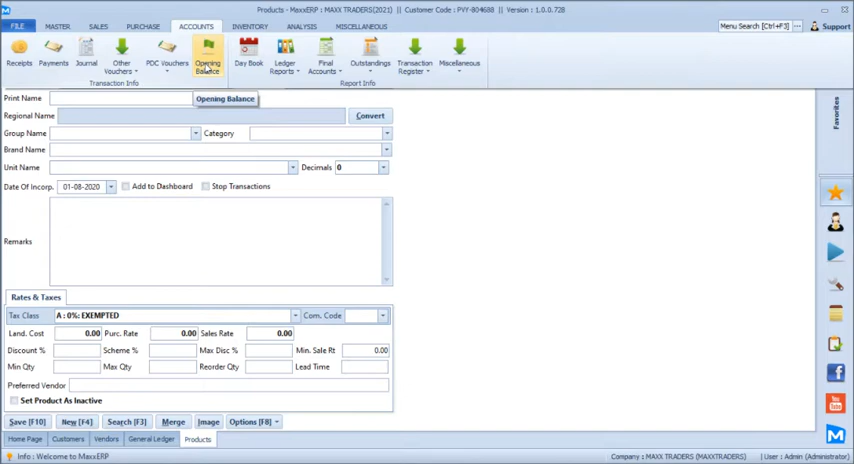 Products - MaxxERP : MAXX TRADERS(2021) || Customer Code : PVY-804688 - Version : 1.0.0.728
FILE MASTER SALES PURCHASE ACCOUNTS INVENTORY ANALYSIS MISCELLANEOUS Menu Search [Ctrl+F3] ... Support
Receipts Payments Journal Other Vouchers PDC Vouchers Opening Balance Day Book Ledger Reports Final Accounts Outstandings Transaction Register Miscellaneous
Transaction Info Report Info
Print Name Opening Balance
Regional Name Convert
Group Name Category
Brand Name
Unit Name Decimals 0
Date Of Incorp. 01-08-2020 Add to Dashboard Stop Transactions
Remarks
Rates & Taxes
Tax Class A : 0%: EXEMPTED Com. Code
Land. Cost 0.00 Purc. Rate 0.00 Sales Rate 0.00
Discount % Scheme % Max Disc % Min. Sale Rt 0.00
Min Qty Max Qty Reorder Qty Lead Time
Preferred Vendor
Set Product As Inactive
Save [F10] New [F4] Search [F3] Merge Image Options [F8]
Home Page Customers Vendors General Ledger Products
Info : Welcome to MaxxERP Company : MAXX TRADERS (MAXXTRADERS) User : Admin (Administrator)
Favorites
You Tube